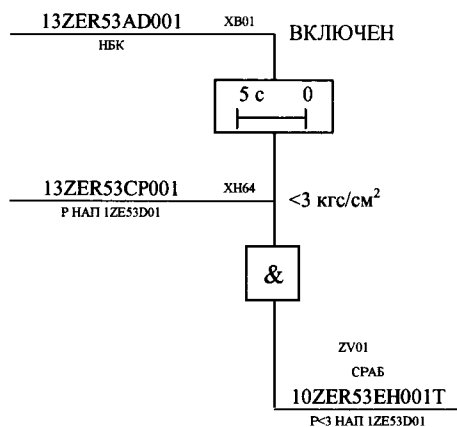 13ZER53AD001 XB01 ВКЛЮЧЕН
НБК
5 с 0
13ZER53CP001 XH64 <3 кгс/см²
Р НАП 1ZE53D01
&
ZV01
СРАБ
10ZER53EH001T
Р<3 НАП 1ZE53D01